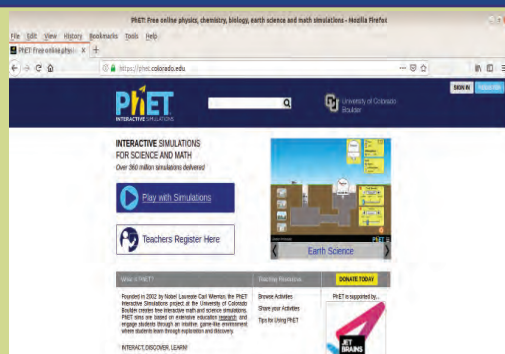 PhET: Free online physics, chemistry, biology, earth science and math simulations - Mozilla Firefox
File Edit View History Bookmarks Tools Help
PhET: Free online physic X +
https://phet.colorado.edu
SIGN IN
PhET
INTERACTIVE SIMULATIONS
University of Colorado
Boulder
INTERACTIVE SIMULATIONS
FOR SCIENCE AND MATH
Over 360 million simulations delivered
Play with Simulations
Teachers Register Here
PhET
Earth Science
What is PhET?
Founded in 2002 by Nobel Laureate Carl Wieman, the PhET
Interactive Simulations project at the University of Colorado
Boulder creates free interactive math and science simulations.
PhET sims are based on extensive education research and
engage students through an intuitive, game-like environment
where students learn through exploration and discovery.
INTERACT, DISCOVER, LEARN!
Teaching Resources
Browse Activities
Share your Activities
Tips for Using PhET
DONATE TODAY
PhET is supported by...
JET
BRAINS